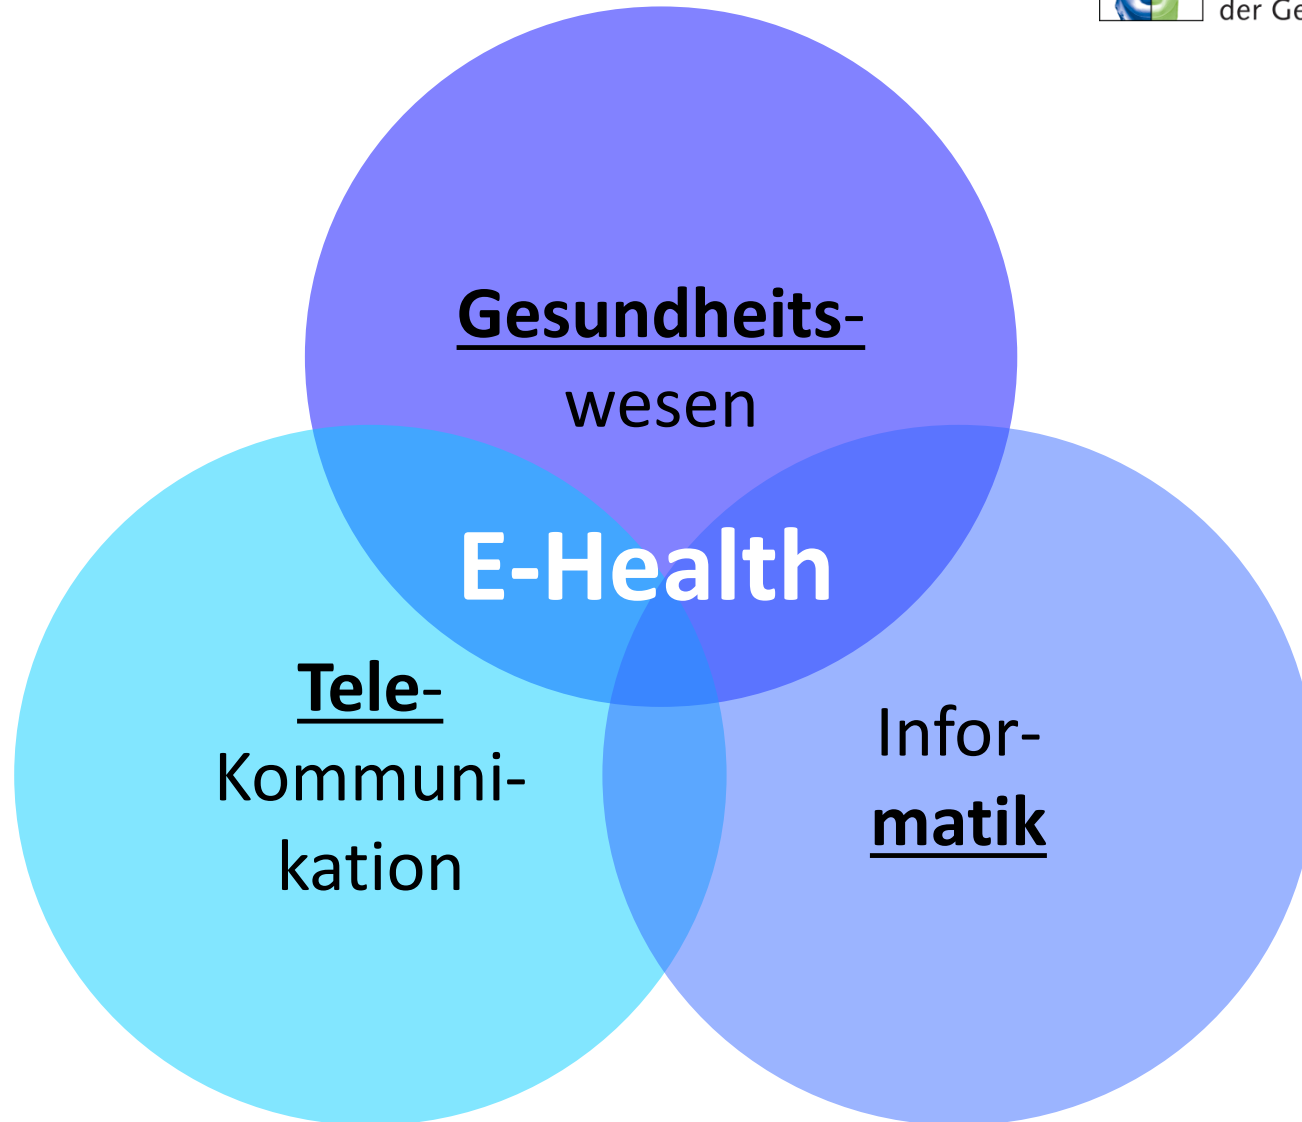 der Ge
Gesundheits-
wesen
E-Health
Tele-
Kommuni-
kation
Infor-
matik